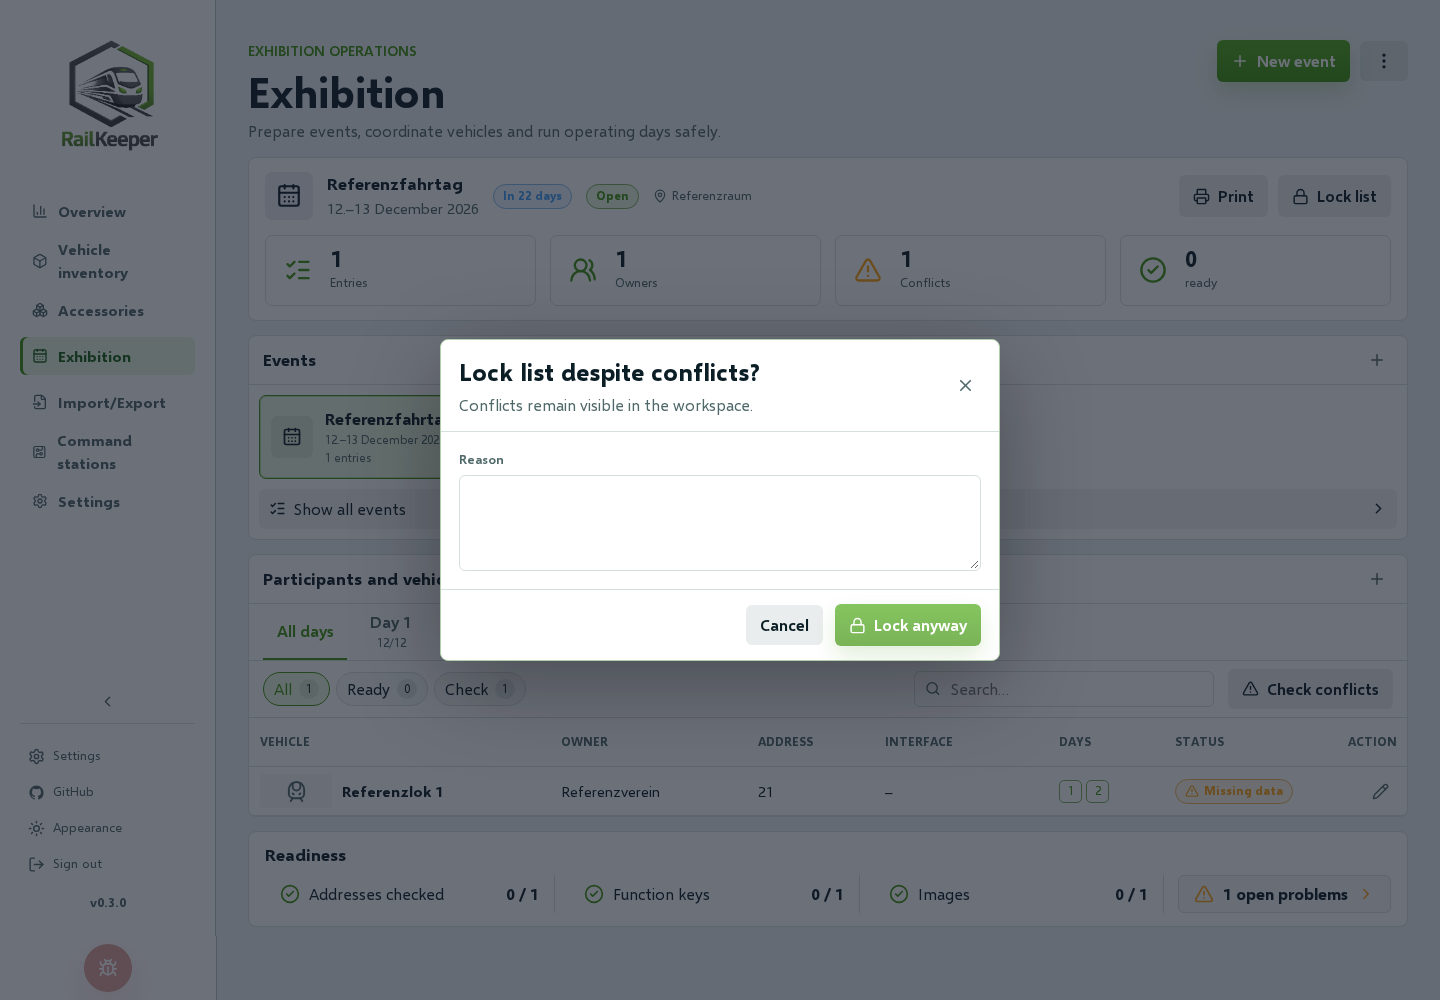 RailKeeper
Overview
Vehicle
inventory
Accessories
Exhibition
Import/Export
Command
stations
Settings
Settings
GitHub
Appearance
Sign out
v0.3.0
EXHIBITION OPERATIONS
Exhibition
Prepare events, coordinate vehicles and run operating days safely.
New event
Referenzfahrtag
12.–13 December 2026
In 22 days
Open
Referenzraum
Print
Lock list
1
Entries
1
Owners
1
Conflicts
0
ready
Events
Referenzfahrta
12.–13 December 202
1 entries
Show all events
Lock list despite conflicts?
Conflicts remain visible in the workspace.
Reason
Cancel
Lock anyway
Participants and vehic
All days
Day 1
12/12
All 1
Ready 0
Check 1
Search...
Check conflicts
VEHICLE OWNER ADDRESS INTERFACE DAYS STATUS ACTION
Referenzlok 1 Referenzverein 21 – 1 2 Missing data
Readiness
Addresses checked 0 / 1
Function keys 0 / 1
Images 0 / 1
1 open problems